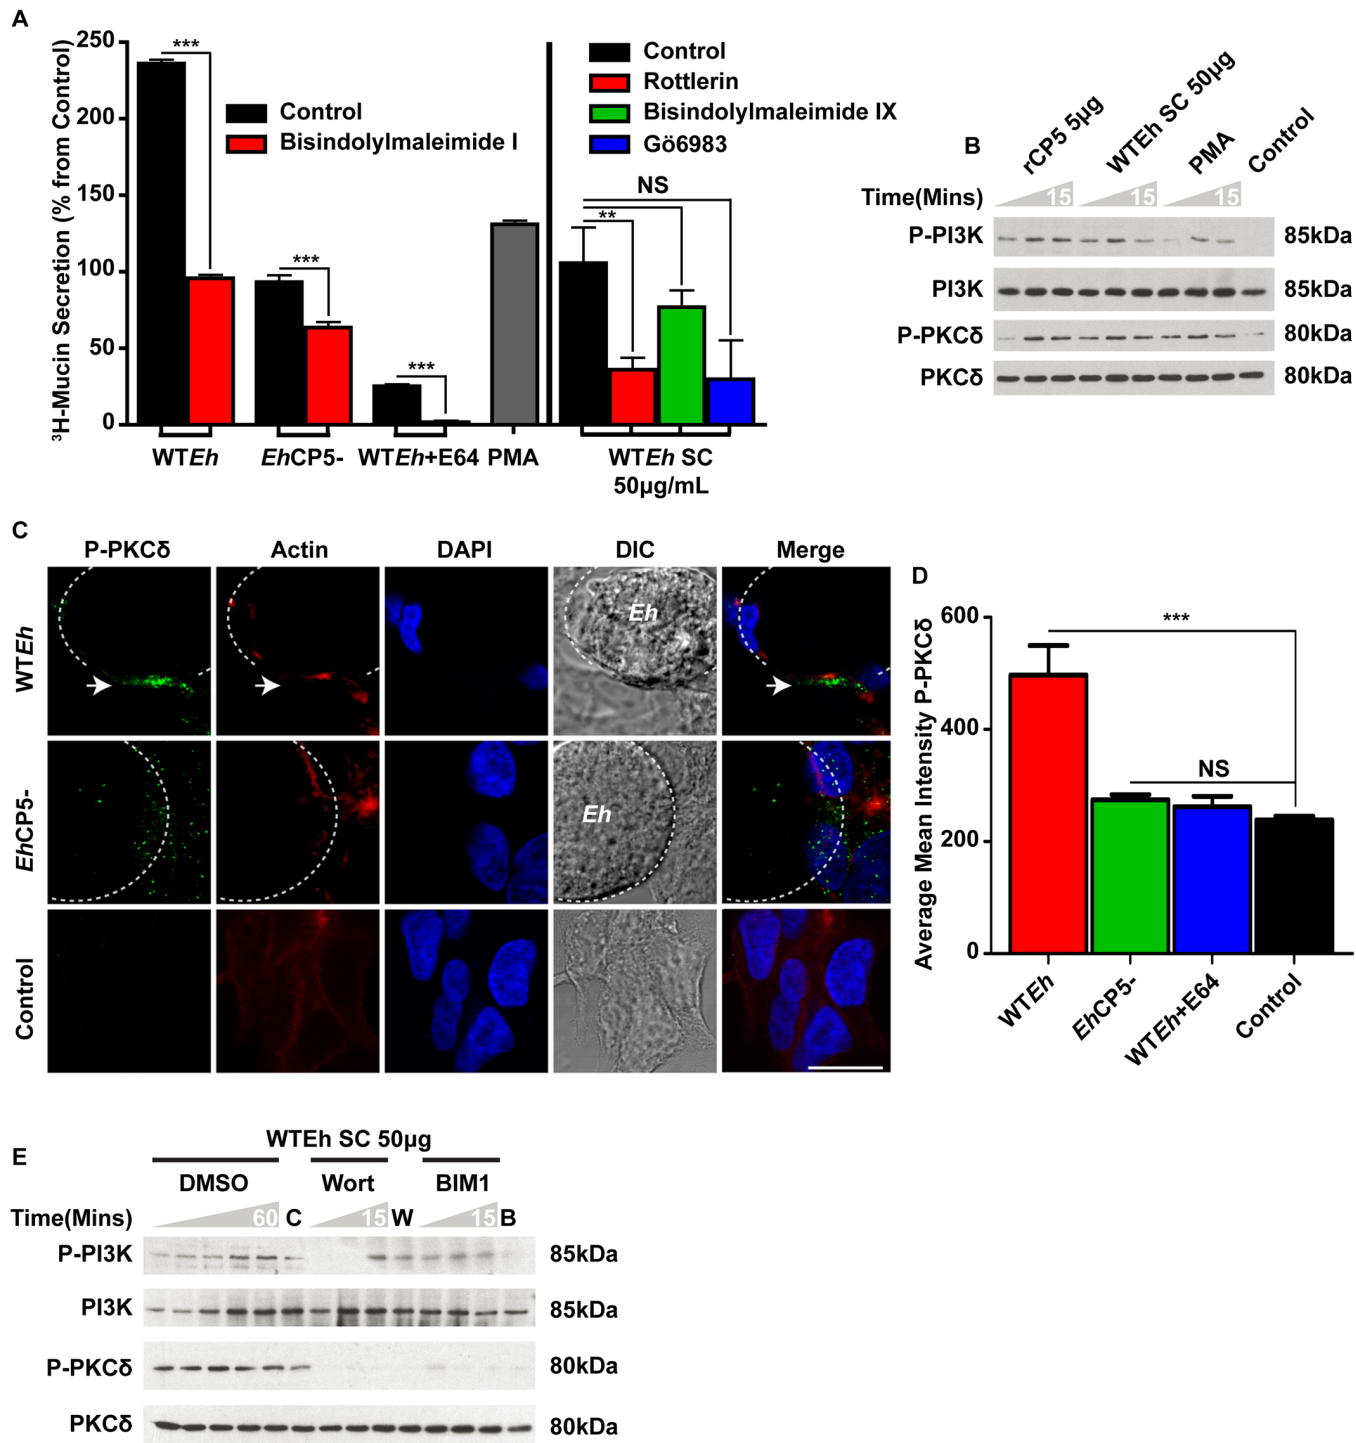 A
³H-Mucin Secretion (% from Control)
250
200
150
100
50
0
***
***
***
Control
Bisindolylmaleimide I
Control
Rottlerin
Bisindolylmaleimide IX
Gö6983
NS
**
WTEh
EhCP5-
WTEh+E64
PMA
WTEh SC
50µg/mL
B
rCP5 5µg
WTEh SC 50µg
PMA
Control
Time(Mins)
15
15
15
P-PI3K
85kDa
PI3K
85kDa
P-PKCδ
80kDa
PKCδ
80kDa
C
P-PKCδ
Actin
DAPI
DIC
Merge
WTEh
Eh
EhCP5-
Eh
Control
D
Average Mean Intensity P-PKCδ
600
400
200
0
***
NS
WTEh
EhCP5-
WTEh+E64
Control
E
WTEh SC 50µg
DMSO
Wort
BIM1
Time(Mins)
60
C
15
W
15
B
P-PI3K
85kDa
PI3K
85kDa
P-PKCδ
80kDa
PKCδ
80kDa